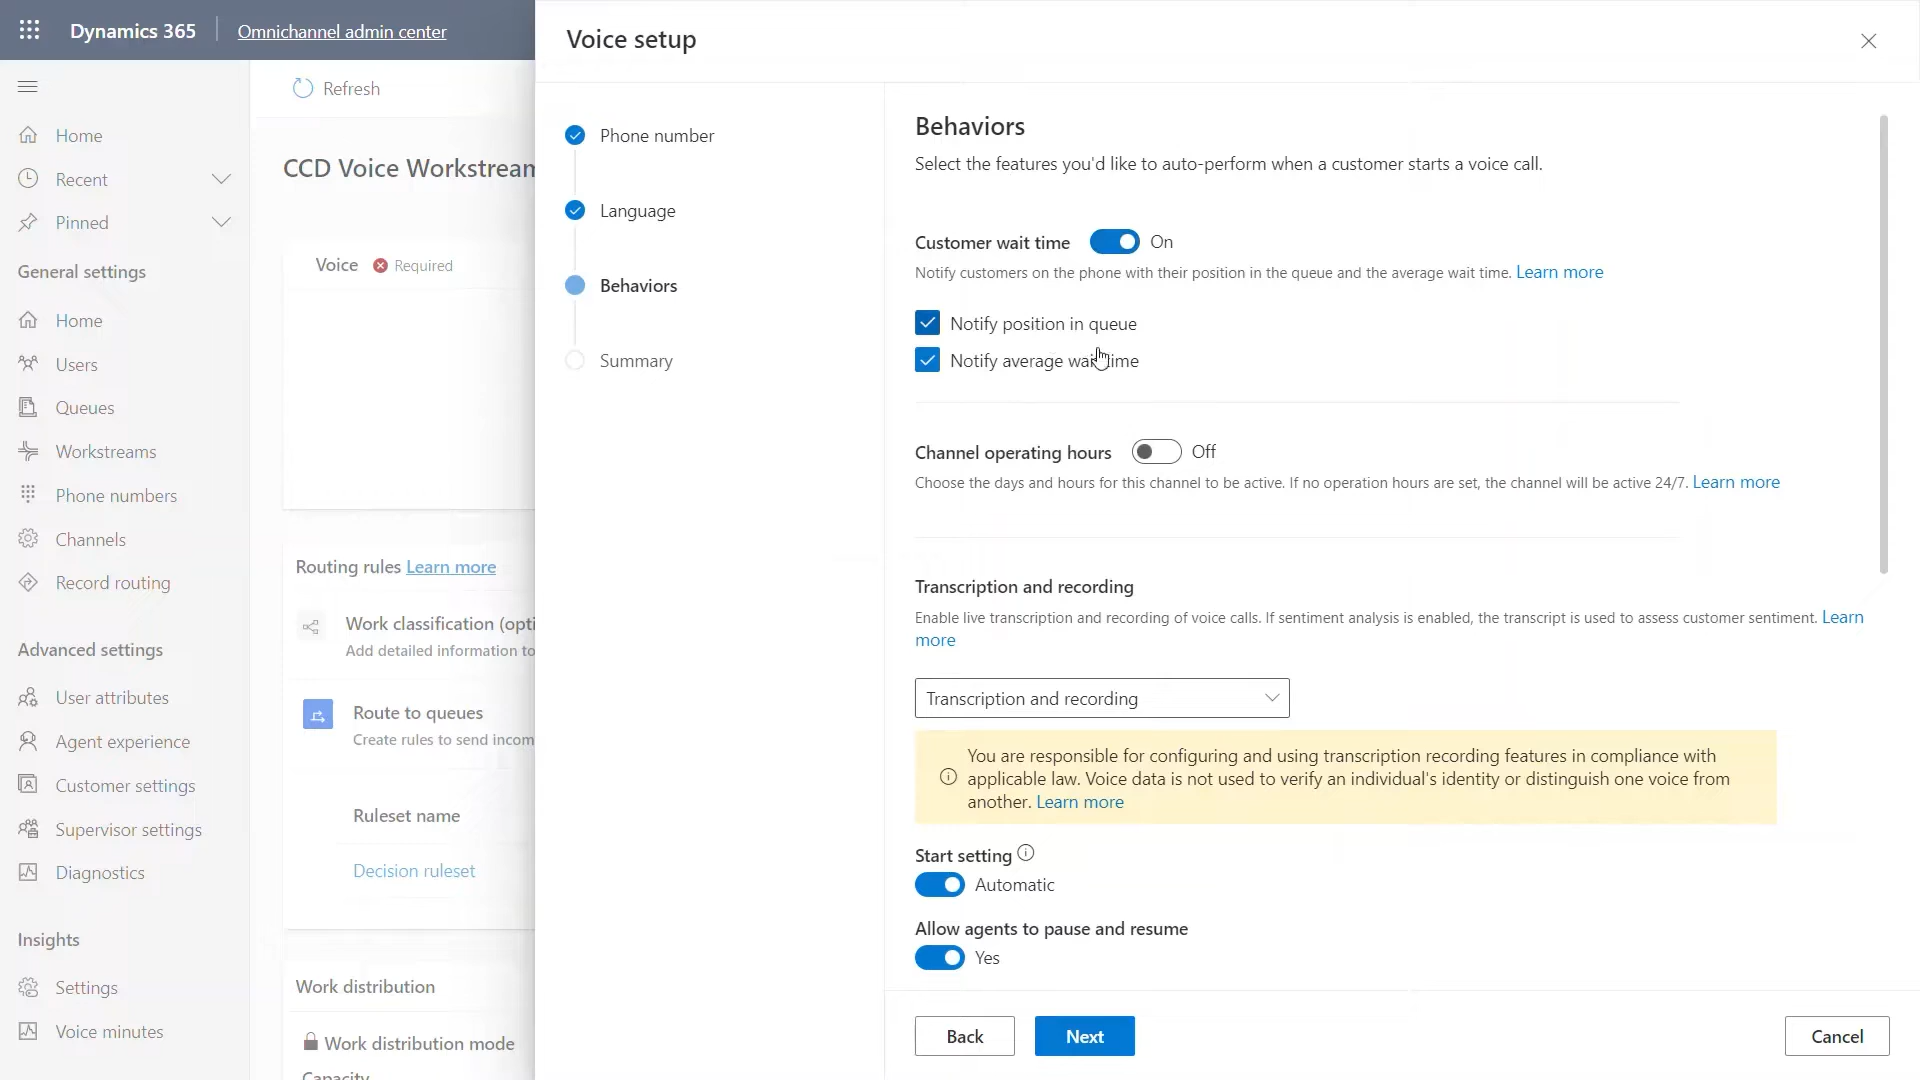 Dynamics 365
Omnichannel admin center
Home
Recent
Pinned
General settings
Home
Users
Queues
Workstreams
Phone numbers
Channels
Record routing
Advanced settings
User attributes
Agent experience
Customer settings
Supervisor settings
Diagnostics
Insights
Settings
Voice minutes
Refresh
CCD Voice Workstream
Voice
Required
Routing rules Learn more
Work classification (opti
Add detailed information to
Route to queues
Create rules to send incom
Ruleset name
Decision ruleset
Work distribution
Work distribution mode
Capacity
Voice setup
Phone number
Language
Behaviors
Summary
Behaviors
Select the features you'd like to auto-perform when a customer starts a voice call.
Customer wait time
On
Notify customers on the phone with their position in the queue and the average wait time. Learn more
Notify position in queue
Notify average wait time
Channel operating hours
Off
Choose the days and hours for this channel to be active. If no operation hours are set, the channel will be active 24/7. Learn more
Transcription and recording
Enable live transcription and recording of voice calls. If sentiment analysis is enabled, the transcript is used to assess customer sentiment. Learn
more
Transcription and recording
You are responsible for configuring and using transcription recording features in compliance with
applicable law. Voice data is not used to verify an individual's identity or distinguish one voice from
another. Learn more
Start setting
Automatic
Allow agents to pause and resume
Yes
Back
Next
Cancel